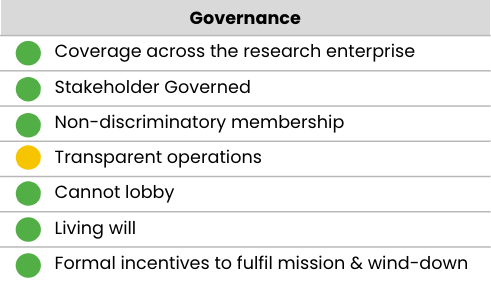 Governance
Coverage across the research enterprise
Stakeholder Governed
Non-discriminatory membership
Transparent operations
Cannot lobby
Living will
Formal incentives to fulfil mission & wind-down